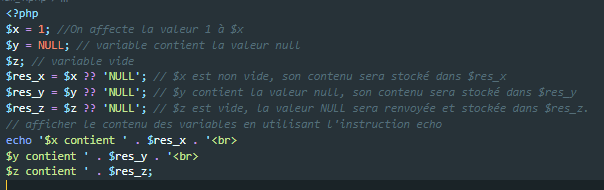 <?php
$x = 1; //On affecte la valeur 1 à $x
$y = NULL; // variable contient la valeur null
$z; // variable vide
$res_x = $x ?? 'NULL'; // $x est non vide, son contenu sera stocké dans $res_x
$res_y = $y ?? 'NULL'; // $y contient la valeur null, son contenu sera stocké dans $res_y
$res_z = $z ?? 'NULL'; // $z est vide, la valeur NULL sera renvoyée et stockée dans $res_z.
// afficher le contenu des variables en utilisant l'instruction echo
echo '$x contient ' . $res_x . '<br>
$y contient ' . $res_y . '<br>
$z contient ' . $res_z;